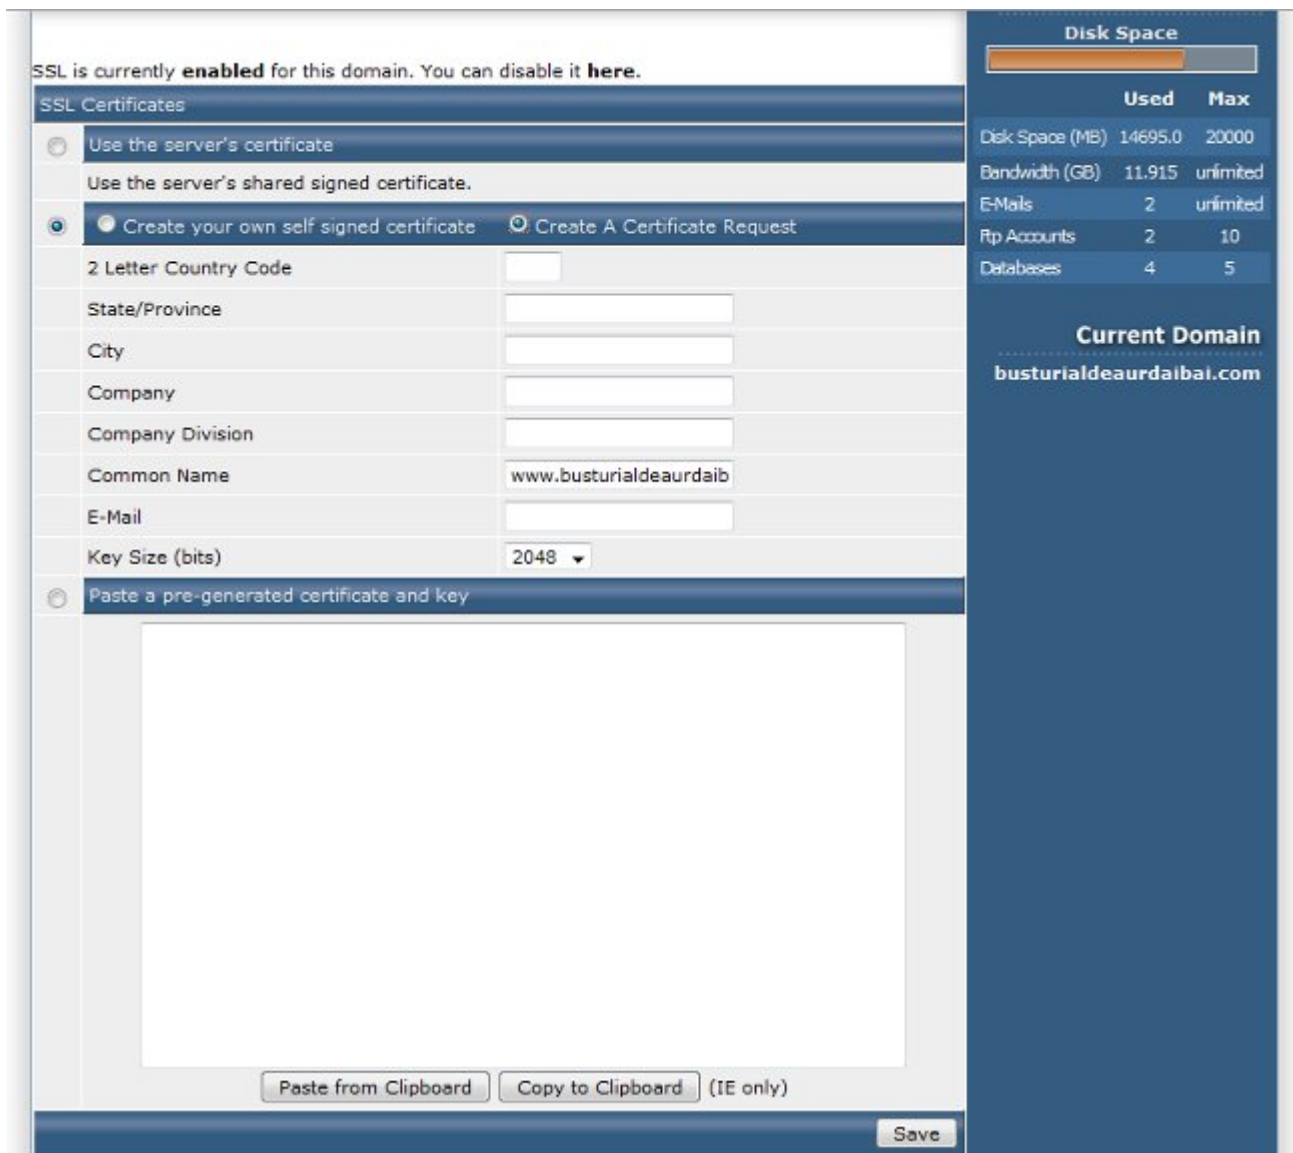 SSL is currently enabled for this domain. You can disable it here.
SSL Certificates
Use the server's certificate
Use the server's shared signed certificate.
Create your own self signed certificate Create A Certificate Request
2 Letter Country Code
State/Province
City
Company
Company Division
Common Name www.busturialdeaurdaib
E-Mail
Key Size (bits) 2048
Paste a pre-generated certificate and key
Paste from Clipboard Copy to Clipboard (IE only)
Save
Disk Space
Used Max
Disk Space (MB) 14695.0 20000
Bandwidth (GB) 11.915 unlimited
E-Mails 2 unlimited
Ftp Accounts 2 10
Databases 4 5
Current Domain
busturialdeaurdaibai.com